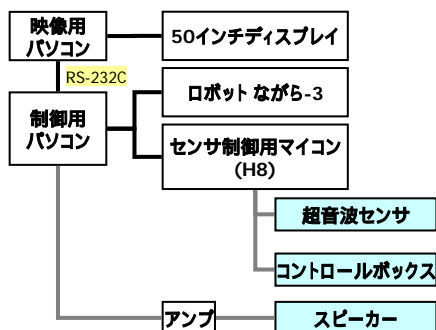 映像用
パソコン
50インチディスプレイ
RS-232C
制御用
パソコン
ロボット ながら-3
センサ制御用マイコン
(H8)
超音波センサ
コントロールボックス
アンプ
スピーカー